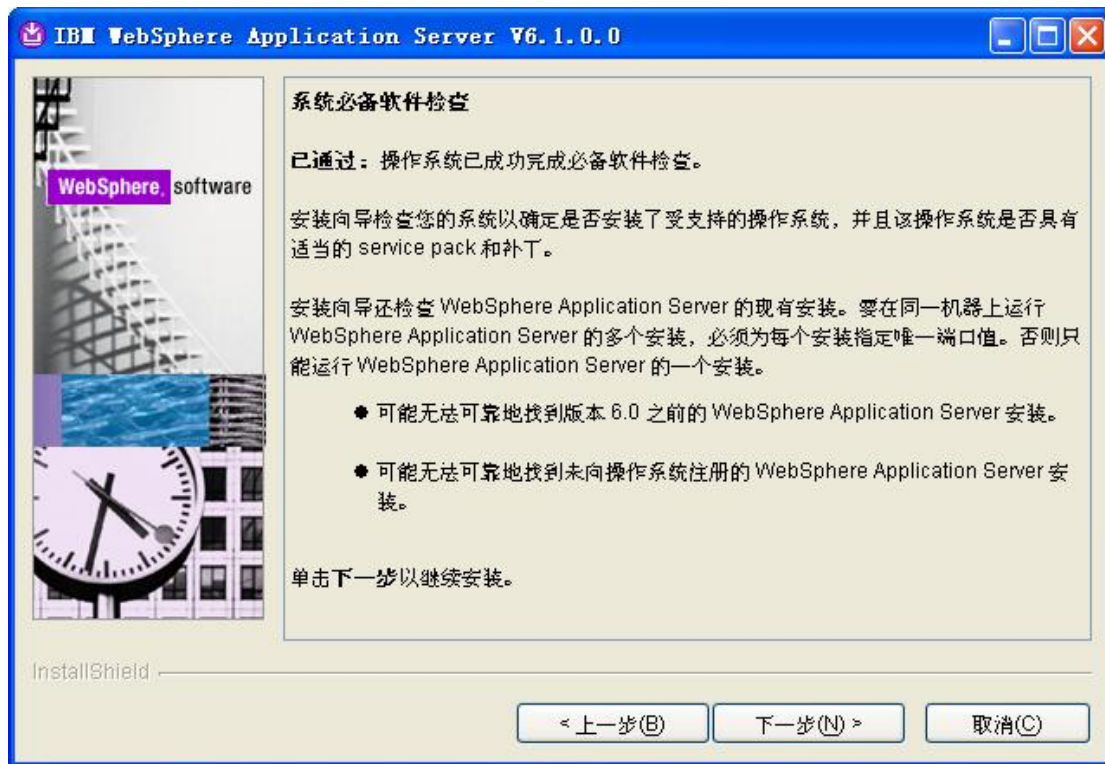 IBM WebSphere Application Server V6.1.0.0
WebSphere. software
系统必备软件检查
已通过：操作系统已成功完成必备软件检查。
安装向导检查您的系统以确定是否安装了受支持的操作系统，并且该操作系统是否具有
适当的 service pack 和补丁。
安装向导还检查 WebSphere Application Server 的现有安装。要在同一机器上运行
WebSphere Application Server 的多个安装，必须为每个安装指定唯一端口值。否则只
能运行 WebSphere Application Server 的一个安装。
● 可能无法可靠地找到版本 6.0 之前的 WebSphere Application Server 安装。
● 可能无法可靠地找到未向操作系统注册的 WebSphere Application Server 安
装。
单击下一步以继续安装。
InstallShield
< 上一步(B) 下一步(N) > 取消(C)